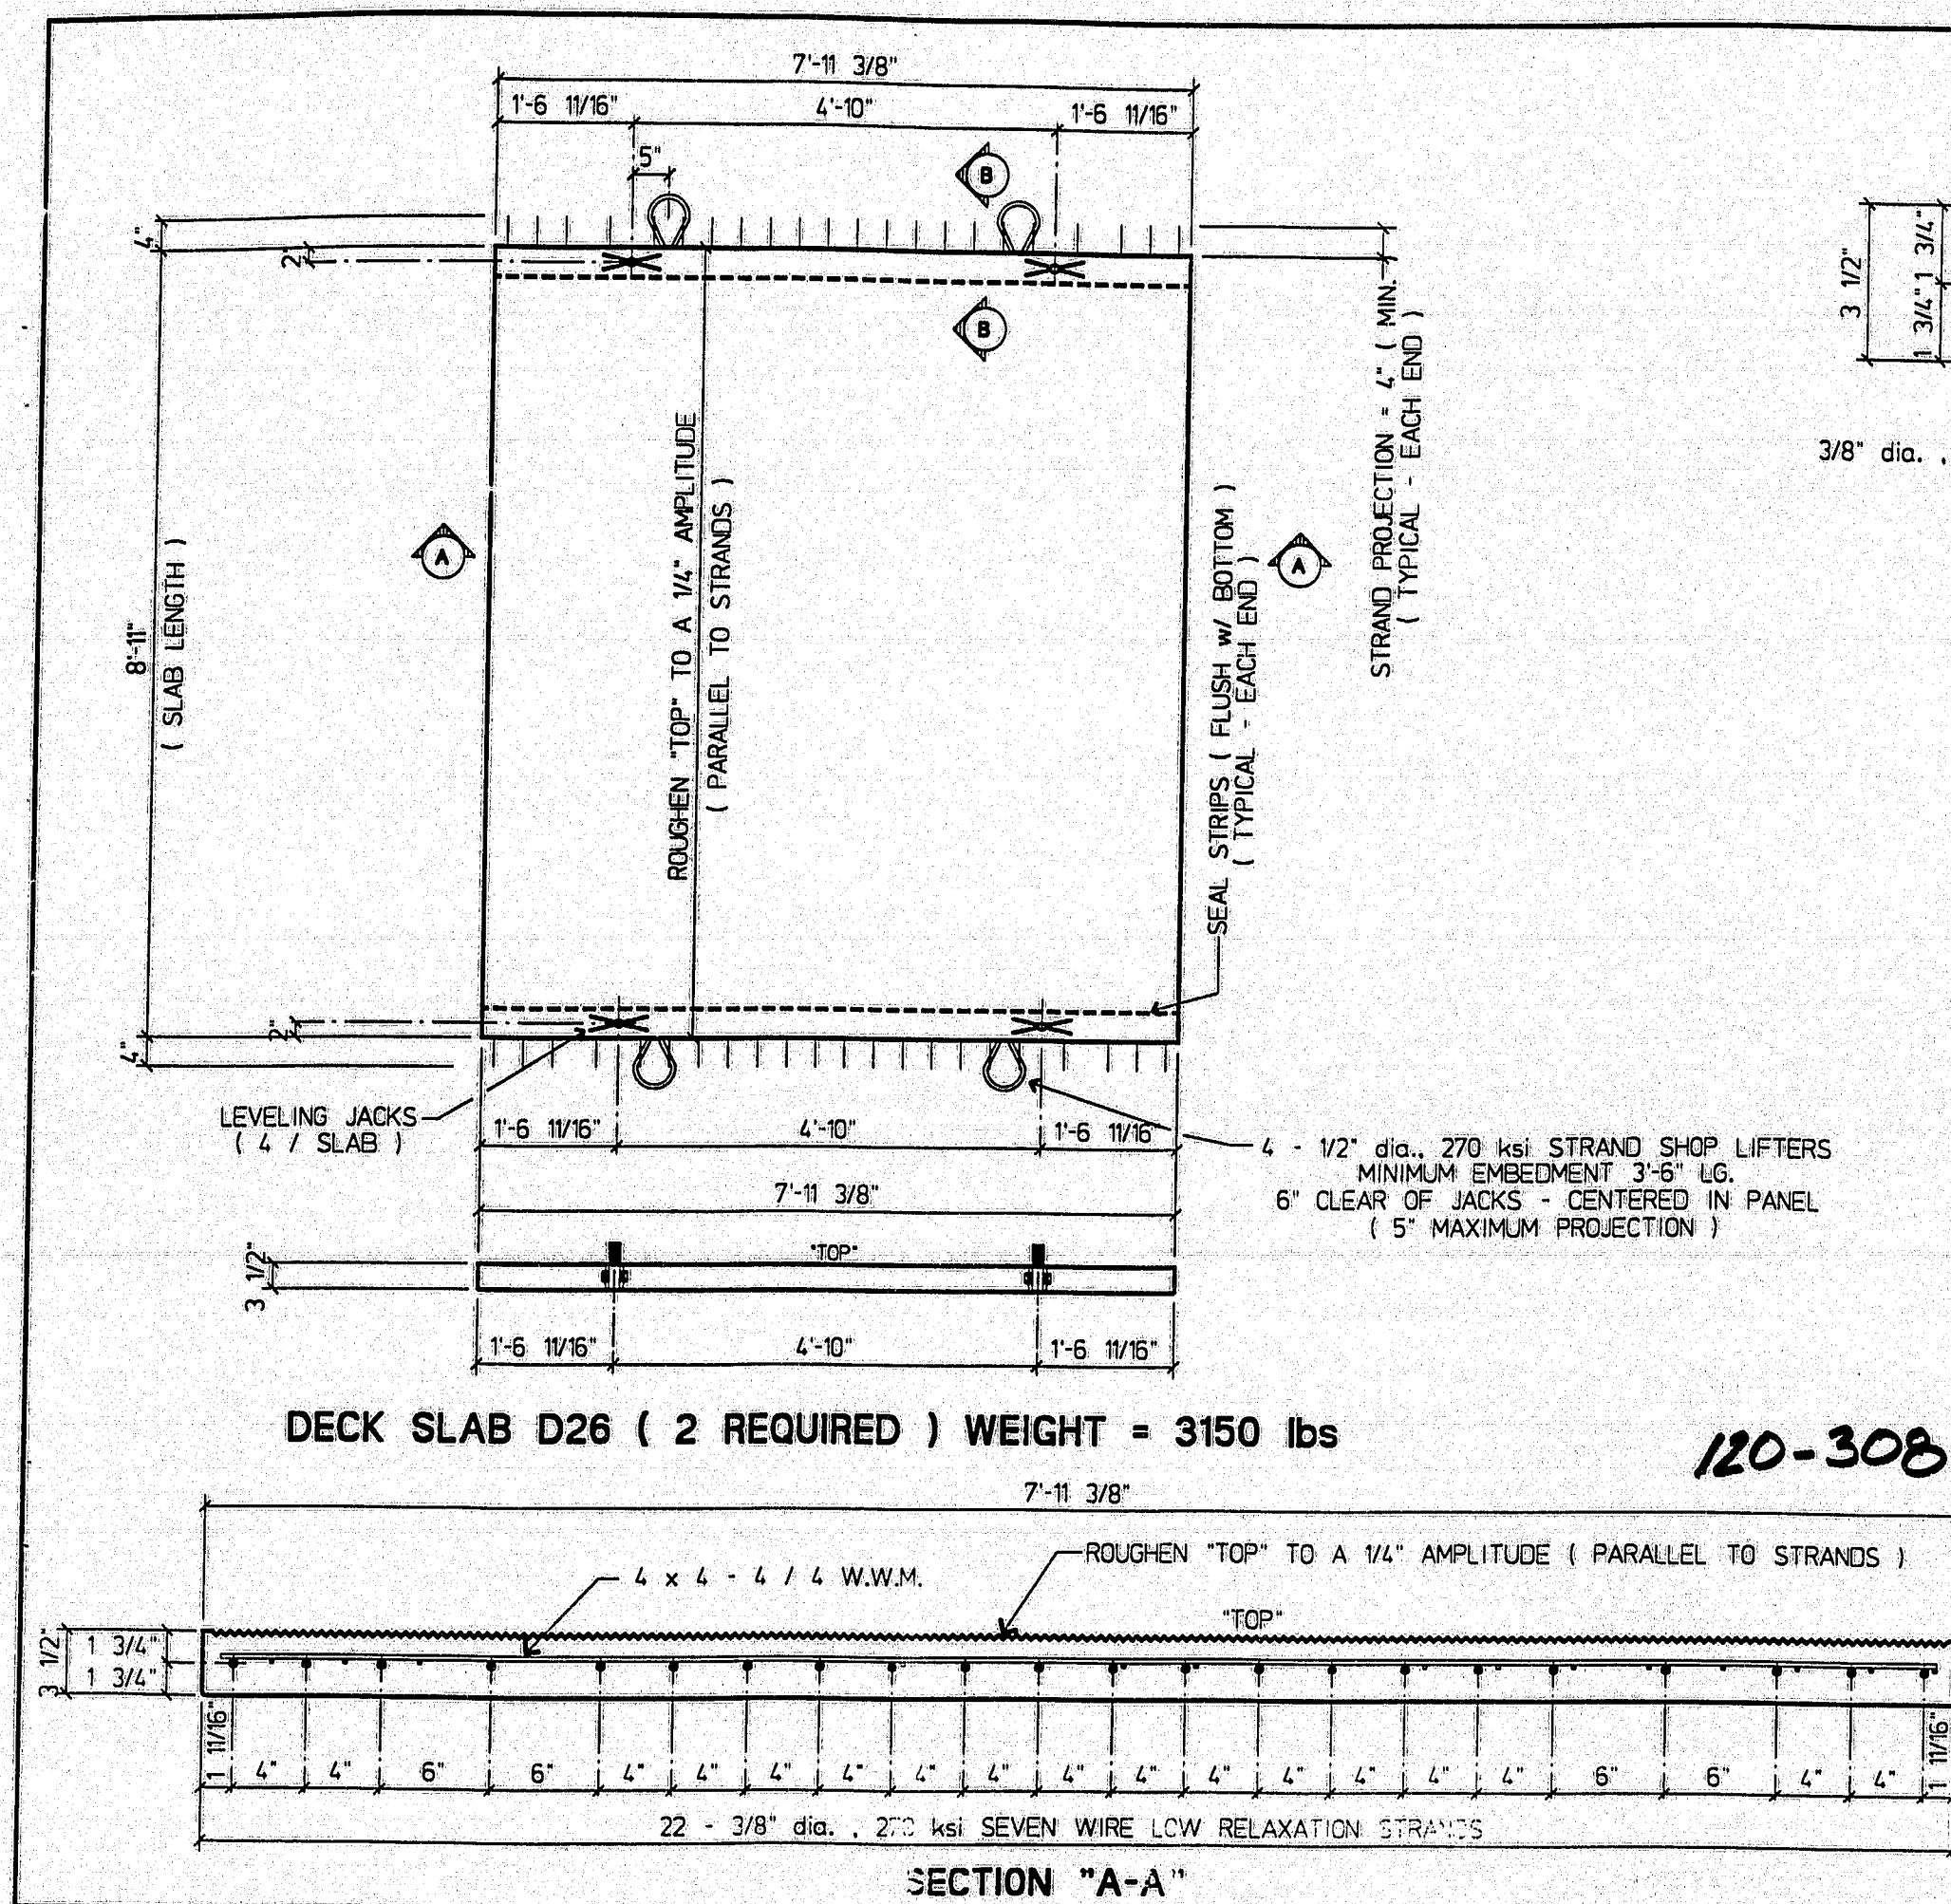 7'-11 3/8"
1'-6 11/16"
4'-10"
1'-6 11/16"
5"
B
4"
2"
B
3 1/2"
1 3/4"
1 3/4"
3/8" dia. ,
STRAND PROJECTION = 4" ( MIN.
( TYPICAL - EACH END )
ROUGHEN "TOP" TO A 1/4" AMPLITUDE
( PARALLEL TO STRANDS )
SEAL STRIPS ( FLUSH w/ BOTTOM )
( TYPICAL - EACH END )
A
A
8'-11"
( SLAB LENGTH )
2"
4"
LEVELING JACKS
( 4 / SLAB )
1'-6 11/16"
4'-10"
1'-6 11/16"
4 - 1/2" dia., 270 ksi STRAND SHOP LIFTERS
MINIMUM EMBEDMENT 3'-6" LG.
6" CLEAR OF JACKS - CENTERED IN PANEL
( 5" MAXIMUM PROJECTION )
7'-11 3/8"
"TOP"
3 1/2"
1'-6 11/16"
4'-10"
1'-6 11/16"
DECK SLAB D26 ( 2 REQUIRED ) WEIGHT = 3150 lbs
120-308
7'-11 3/8"
ROUGHEN "TOP" TO A 1/4" AMPLITUDE ( PARALLEL TO STRANDS )
4 x 4 - 4 / 4 W.W.M.
"TOP"
3 1/2"
1 3/4"
1 3/4"
1 11/16" 4" 4" 6" 6" 4" 4" 4" 4" 4" 4" 4" 4" 4" 4" 4" 4" 4" 6" 6" 4" 4" 1 11/16"
22 - 3/8" dia. , 270 ksi SEVEN WIRE LOW RELAXATION STRANDS
SECTION "A-A"